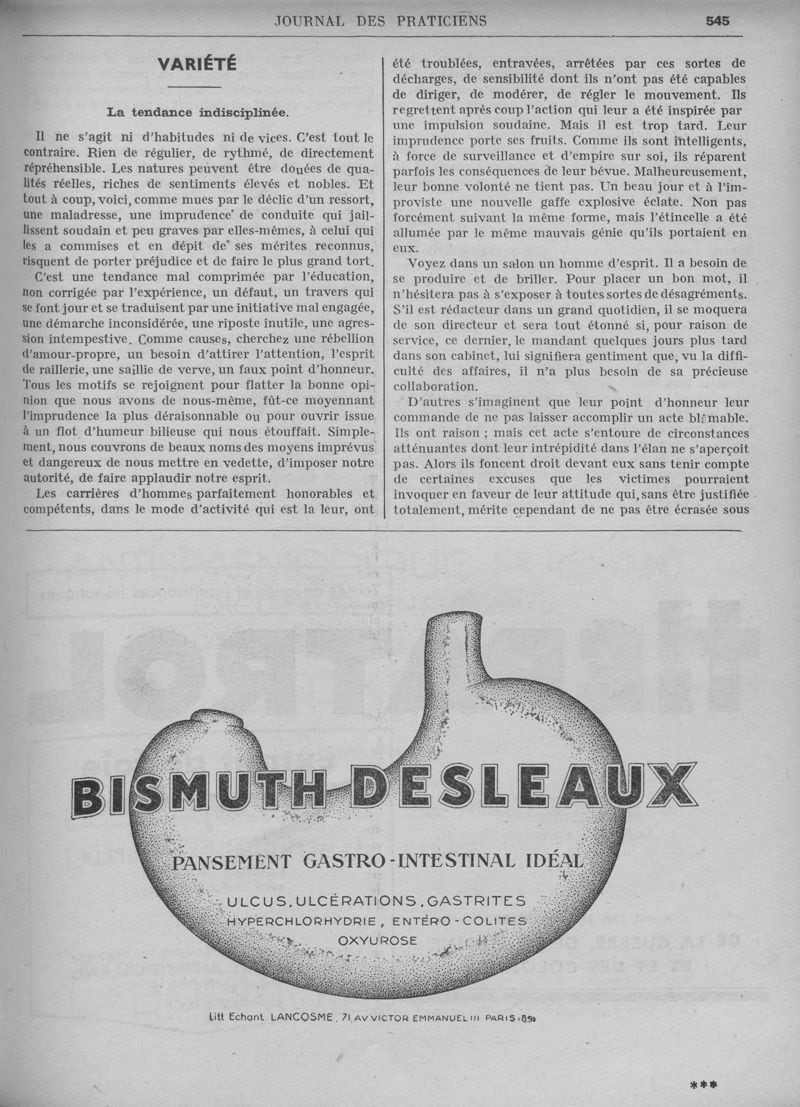 JOURNAL DES PRATICIENS 545
VARIÉTÉ
La tendance indisciplinée.
Il ne s'agit ni d'habitudes ni de vices. C'est tout le
contraire. Rien de régulier, de rythmé, de directement
répréhensible. Les natures peuvent être douées de qua-
lités réelles, riches de sentiments élevés et nobles. Et
tout à coup, voici, comme mues par le déclic d'un ressort,
une maladresse, une imprudence de conduite qui jail-
lissent soudain et peu graves par elles-mêmes, à celui qui
les a commises et en dépit de ses mérites reconnus,
risquent de porter préjudice et de faire le plus grand tort.
C'est une tendance mal comprimée par l'éducation,
non corrigée par l'expérience, un défaut, un travers qui
se font jour et se traduisent par une initiative mal engagée,
une démarche inconsidérée, une riposte inutile, une agres-
sion intempestive. Comme causes, cherchez une rébellion
d'amour-propre, un besoin d'attirer l'attention, l'esprit
de raillerie, une saillie de verve, un faux point d'honneur.
Tous les motifs se rejoignent pour flatter la bonne opi-
nion que nous avons de nous-même, fût-ce moyennant
l'imprudence la plus déraisonnable ou pour ouvrir issue
à un flot d'humeur bilieuse qui nous étouffait. Simple-
ment, nous couvrons de beaux noms des moyens imprévus
et dangereux de nous mettre en vedette, d'imposer notre
autorité, de faire applaudir notre esprit.
Les carrières d'hommes parfaitement honorables et
compétents, dans le mode d'activité qui est la leur, ont
été troublées, entravées, arrêtées par ces sortes de
décharges, de sensibilité dont ils n'ont pas été capables
de diriger, de modérer, de régler le mouvement. Ils
regrettent après coup l'action qui leur a été inspirée par
une impulsion soudaine. Mais il est trop tard. Leur
imprudence porte ses fruits. Comme ils sont intelligents,
à force de surveillance et d'empire sur soi, ils réparent
parfois les conséquences de leur bévue. Malheureusement,
leur bonne volonté ne tient pas. Un beau jour et à l'im-
proviste une nouvelle gaffe explosive éclate. Non pas
forcément suivant la même forme, mais l'étincelle a été
allumée par le même mauvais génie qu'ils portaient en
eux.
Voyez dans un salon un homme d'esprit. Il a besoin de
se produire et de briller. Pour placer un bon mot, il
n'hésitera pas à s'exposer à toutes sortes de désagréments.
S'il est rédacteur dans un grand quotidien, il se moquera
de son directeur et sera tout étonné si, pour raison de
service, ce dernier, le mandant quelques jours plus tard
dans son cabinet, lui signifiera gentiment que, vu la diffi-
culté des affaires, il n'a plus besoin de sa précieuse
collaboration.
D'autres s'imaginent que leur point d'honneur leur
commande de ne pas laisser accomplir un acte blâmable.
Ils ont raison ; mais cet acte s'entoure de circonstances
atténuantes dont leur intrépidité dans l'élan ne s'aperçoit
pas. Alors ils foncent droit devant eux sans tenir compte
de certaines excuses que les victimes pourraient
invoquer en faveur de leur attitude qui, sans être justifiée
totalement, mérite cependant de ne pas être écrasée sous
BISMUTH DESLEAUX
PANSEMENT GASTRO-INTESTINAL IDÉAL
ULCUS, ULCÉRATIONS, GASTRITES
HYPERCHLORHYDRIE, ENTÉRO-COLITES
OXYUROSE
Litt Echant LANCOSME, 71, AV VICTOR EMMANUEL III PARIS (8e)
***